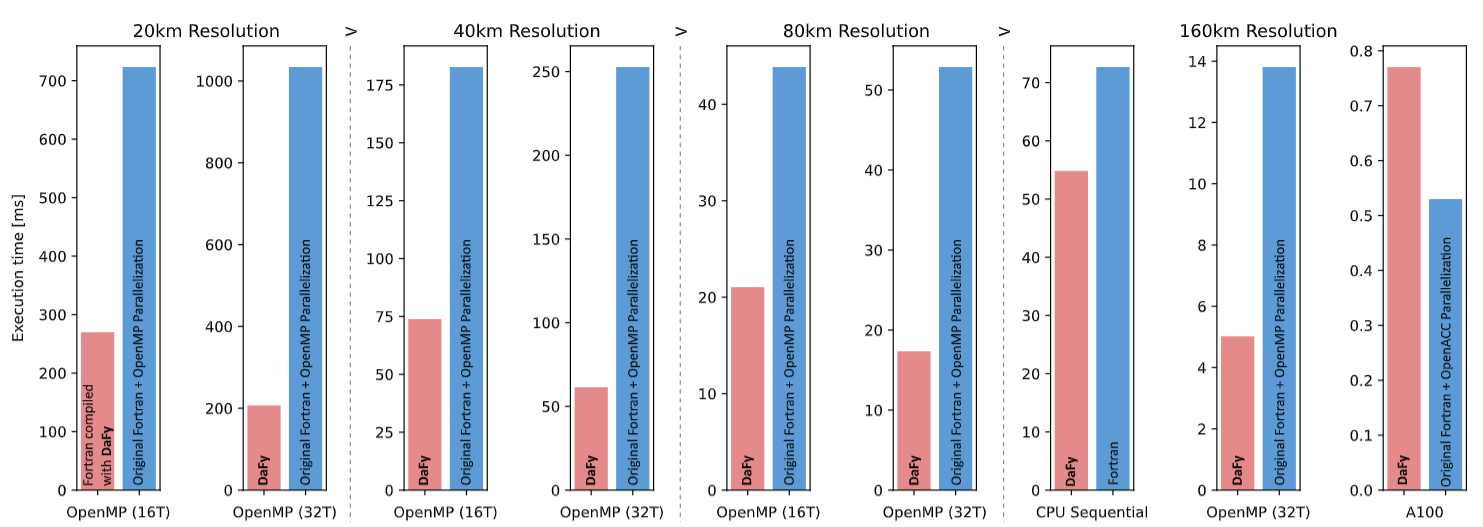 20km Resolution
>
40km Resolution
>
80km Resolution
>
160km Resolution
Execution time [ms]
700
600
500
400
300
200
100
0
Fortran compiled
with DaFy
Original Fortran + OpenMP Parallelization
OpenMP (16T)
1000
800
600
400
200
0
DaFy
Original Fortran + OpenMP Parallelization
OpenMP (32T)
175
150
125
100
75
50
25
0
DaFy
Original Fortran + OpenMP Parallelization
OpenMP (16T)
250
200
150
100
50
0
DaFy
Original Fortran + OpenMP Parallelization
OpenMP (32T)
40
30
20
10
0
DaFy
Original Fortran + OpenMP Parallelization
OpenMP (16T)
50
40
30
20
10
0
DaFy
Original Fortran + OpenMP Parallelization
OpenMP (32T)
70
60
50
40
30
20
10
0
DaFy
Fortran
CPU Sequential
14
12
10
8
6
4
2
0
DaFy
Original Fortran + OpenMP Parallelization
OpenMP (32T)
0.8
0.7
0.6
0.5
0.4
0.3
0.2
0.1
0.0
DaFy
Original Fortran + OpenACC Parallelization
A100